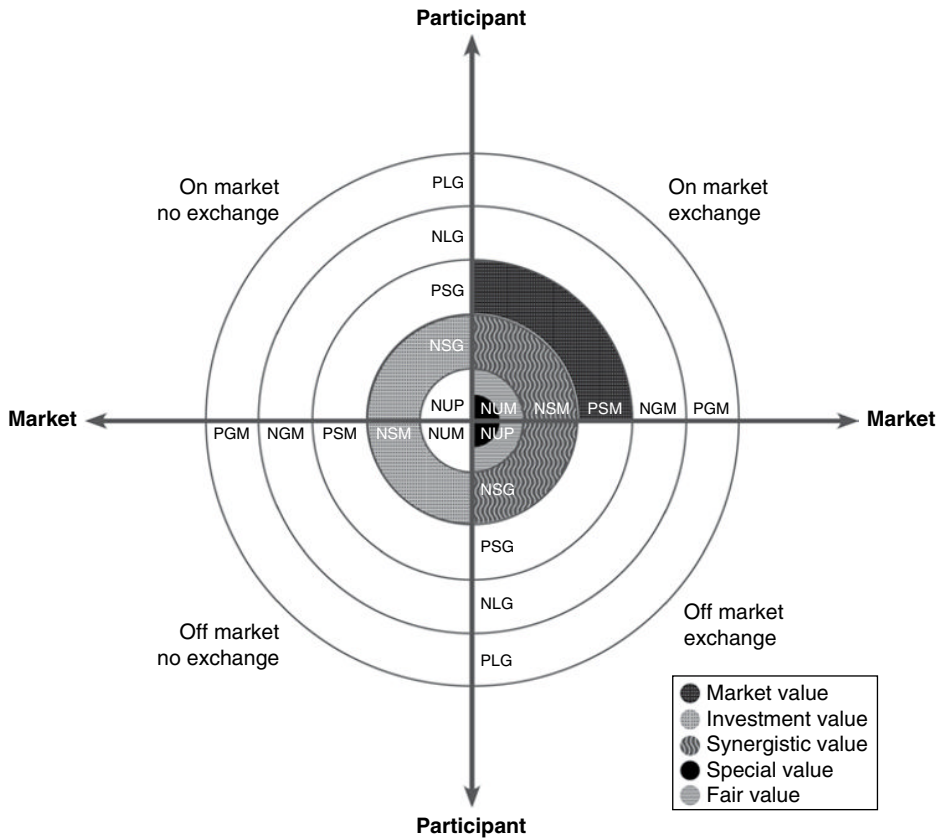 Participant
On market
no exchange
On market
exchange
PLG
NLG
PSG
NSG
NUP
NUM
NSM
PSM
NGM
PGM
Market
Market
PGM
NGM
PSM
NSM
NUM
NUP
NSG
PSG
NLG
PLG
Off market
no exchange
Off market
exchange
Market value
Investment value
Synergistic value
Special value
Fair value
Participant